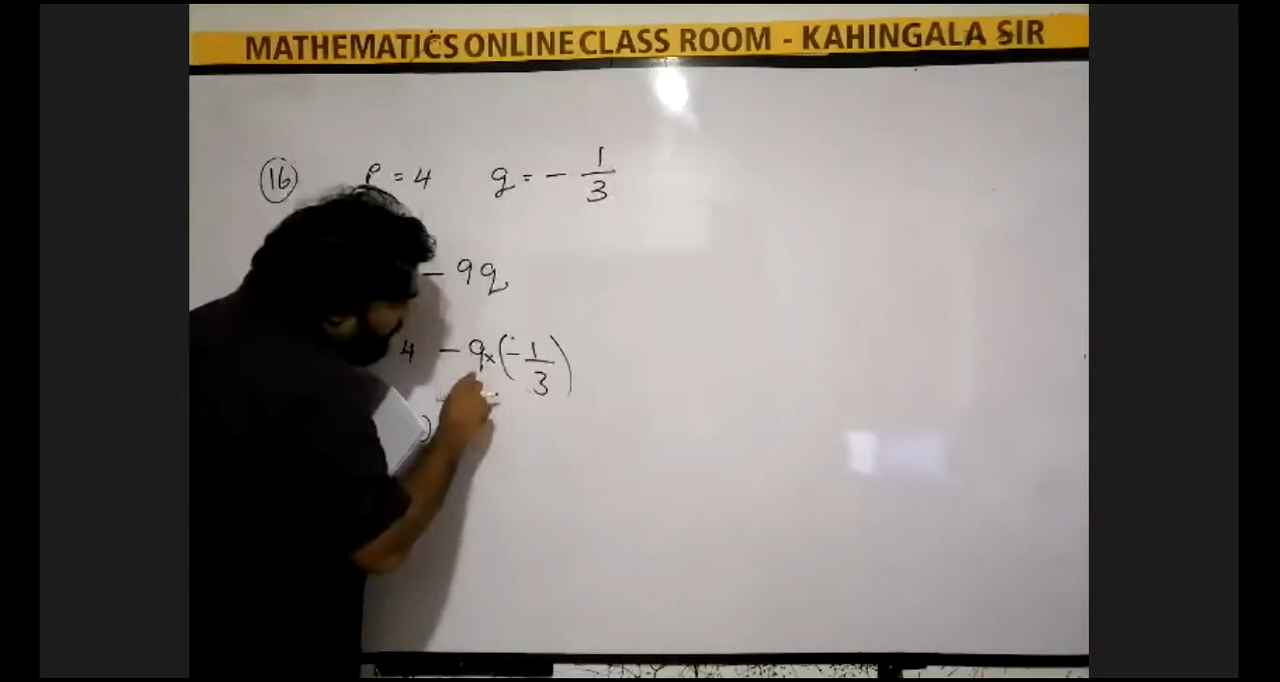 MATHEMATICS ONLINE CLASS ROOM - KAHINGALA SIR
(16) P = 4 q = - 1/3
- 9q
4 - 9 × (- 1/3)
)